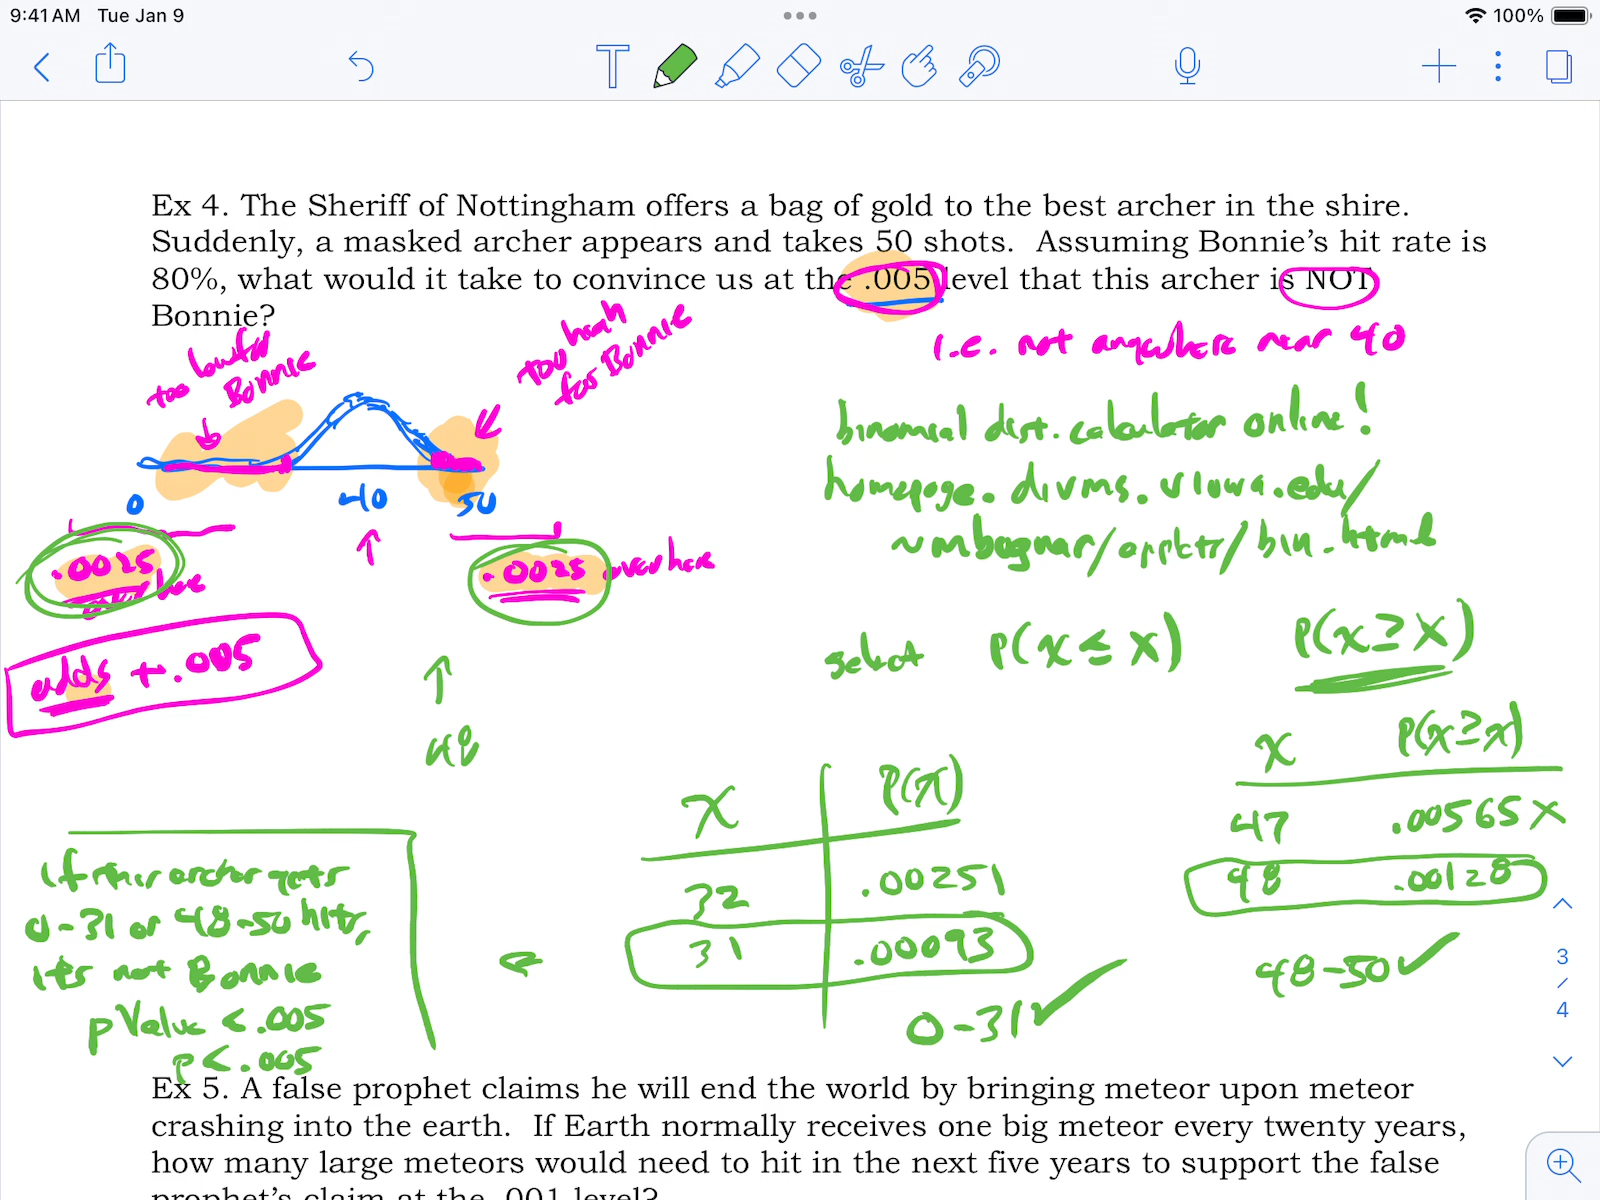 9:41 AM Tue Jan 9
100%
Ex 4. The Sheriff of Nottingham offers a bag of gold to the best archer in the shire.
Suddenly, a masked archer appears and takes 50 shots. Assuming Bonnie's hit rate is
80%, what would it take to convince us at the .005 level that this archer is NOT
Bonnie?
i.e. not anywhere near 40
too low for
Bonnie
too high
for Bonnie
binomial dist. calculator online!
homepage.divms.uiowa.edu/
~mbognar/applets/bin.html
0 40 50
.0025
here
.0025 over here
adds to .005
48
select P(x ≤ x) P(x ≥ x)
x P(x ≥ x)
47 .00565 X
48 .00128
48-50 ✓
x P(x)
32 .00251
31 .00093
0-31 ✓
If this archer gets
0-31 or 48-50 hits,
it's not Bonnie
p Value < .005
p < .005
3
/
4
Ex 5. A false prophet claims he will end the world by bringing meteor upon meteor
crashing into the earth. If Earth normally receives one big meteor every twenty years,
how many large meteors would need to hit in the next five years to support the false
prophet's claim at the .001 level?